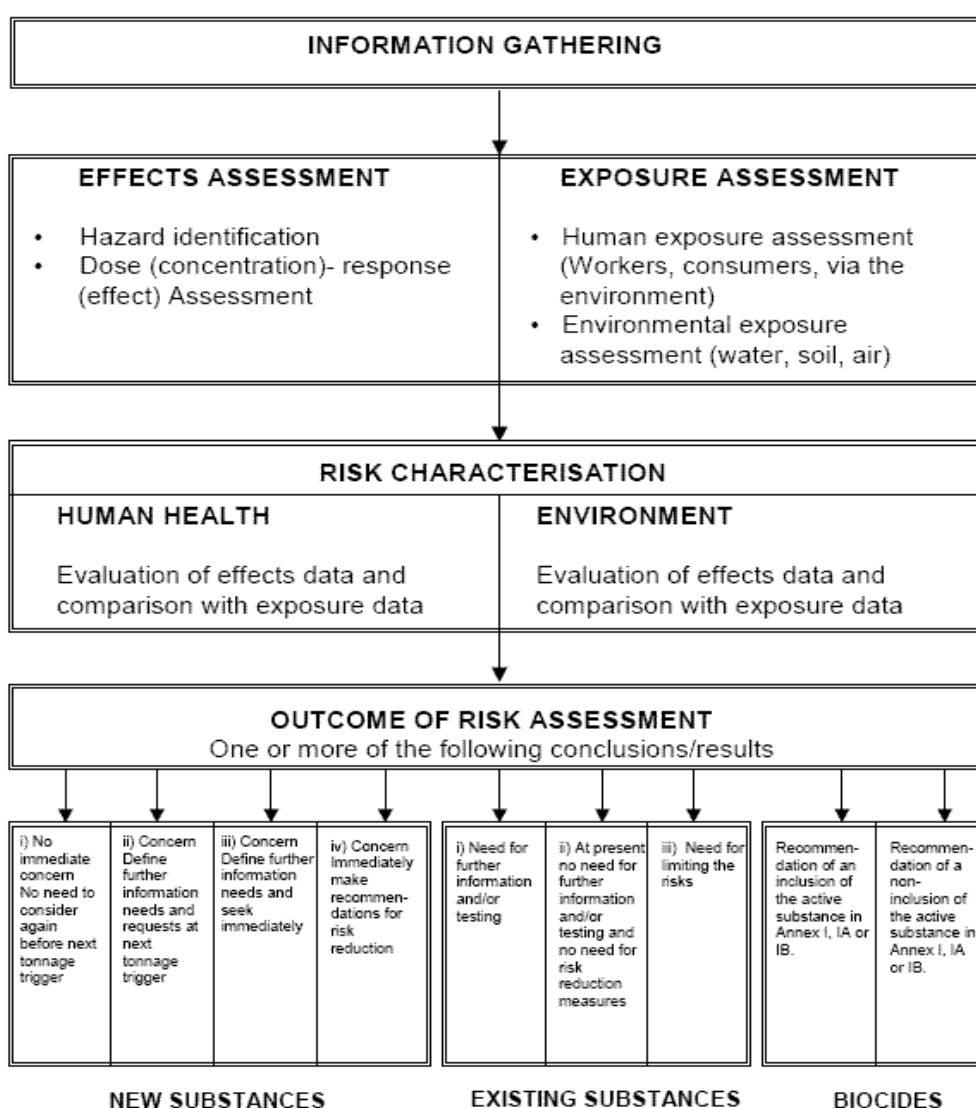 INFORMATION GATHERING
EFFECTS ASSESSMENT
• Hazard identification
• Dose (concentration)- response
(effect) Assessment
EXPOSURE ASSESSMENT
• Human exposure assessment
(Workers, consumers, via the
environment)
• Environmental exposure
assessment (water, soil, air)
RISK CHARACTERISATION
HUMAN HEALTH
Evaluation of effects data and
comparison with exposure data
ENVIRONMENT
Evaluation of effects data and
comparison with exposure data
OUTCOME OF RISK ASSESSMENT
One or more of the following conclusions/results
i) No
immediate
concern
No need to
consider
again
before next
tonnage
trigger
ii) Concern
Define
further
information
needs and
requests at
next
tonnage
trigger
iii) Concern
Define further
information
needs and
seek
immediately
iv) Concern
Immediately
make
recommen-
dations for
risk
reduction
i) Need for
further
information
and/or
testing
ii) At present
no need for
further
information
and/or
testing and
no need for
risk
reduction
measures
iii) Need for
limiting the
risks
Recommen-
dation of an
inclusion of
the active
substance in
Annex I, IA or
IB.
Recommen-
dation of a
non-
inclusion of
the active
substance in
Annex I, IA
or IB.
NEW SUBSTANCES
EXISTING SUBSTANCES
BIOCIDES